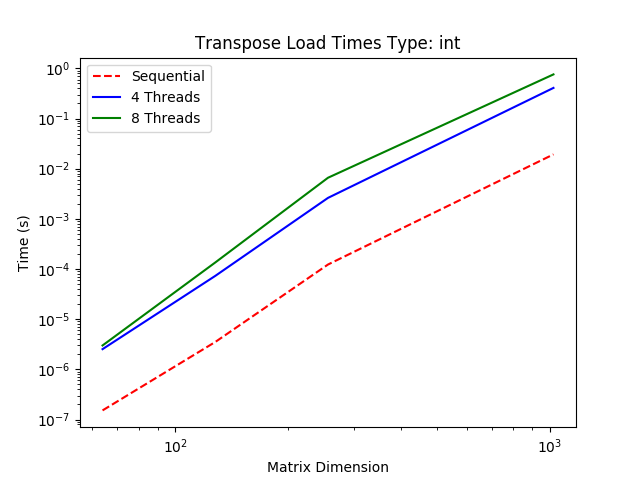 Transpose Load Times Type: int
Sequential
4 Threads
8 Threads
10^0
10^-1
10^-2
10^-3
10^-4
10^-5
10^-6
10^-7
Time (s)
10^2
10^3
Matrix Dimension